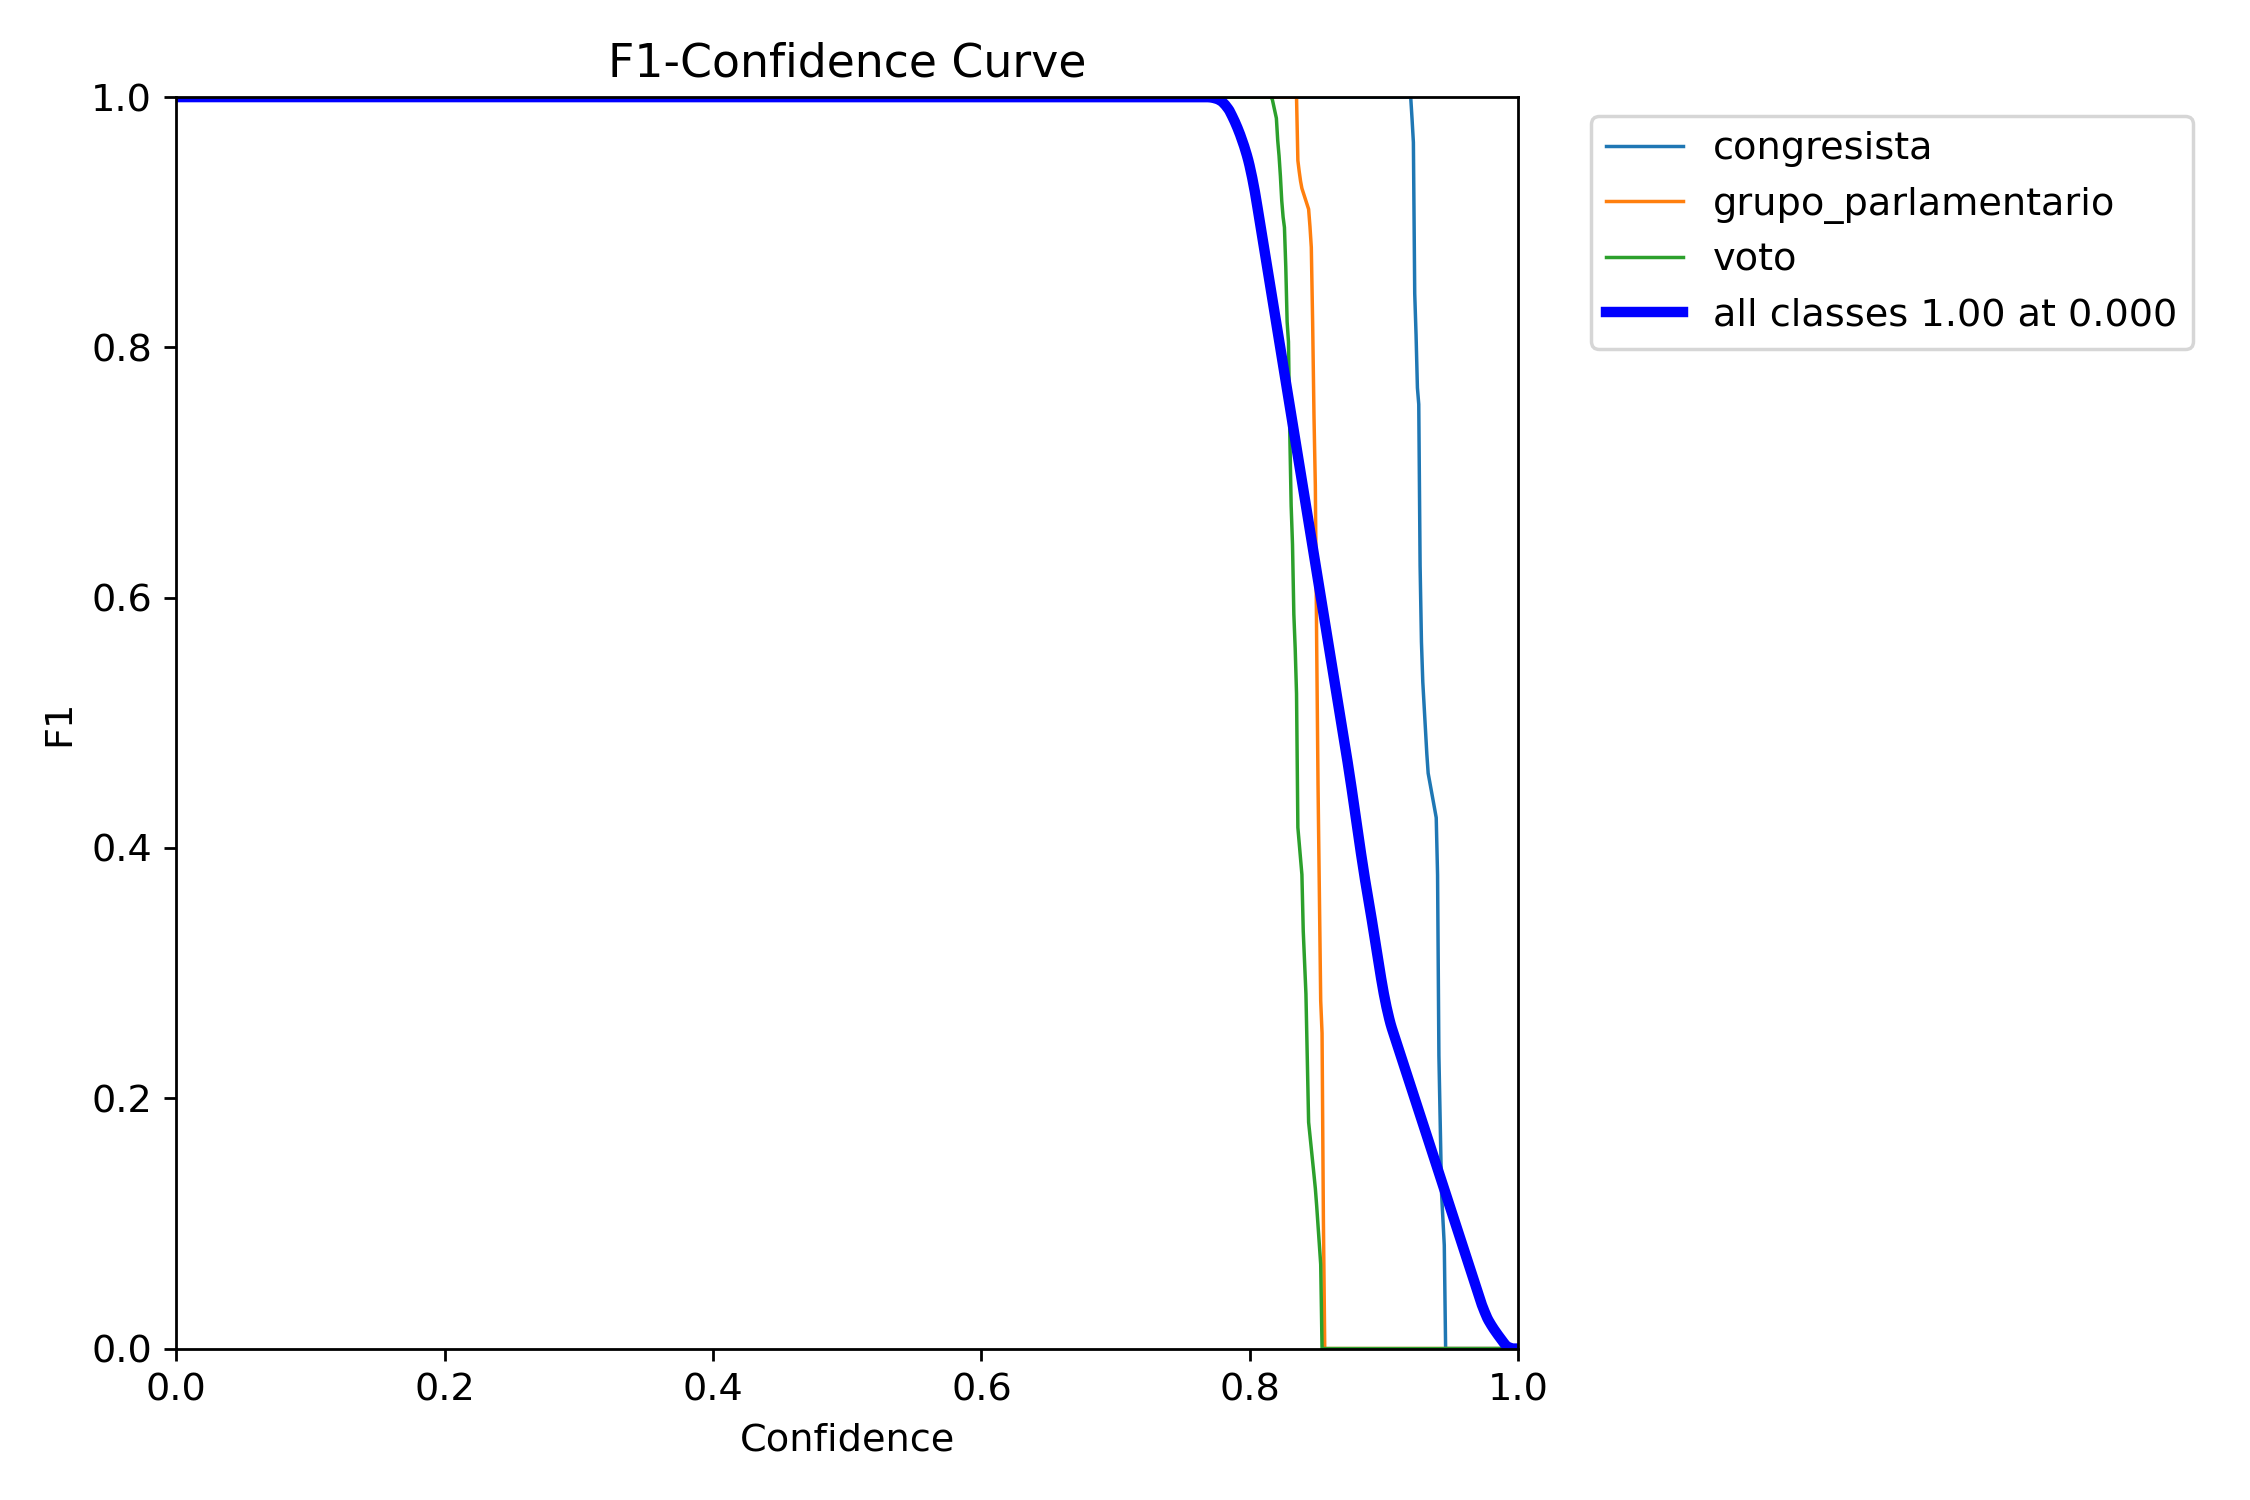 F1-Confidence Curve
1.0
0.8
0.6
0.4
0.2
0.0
F1
0.0 0.2 0.4 0.6 0.8 1.0
Confidence
congresista
grupo_parlamentario
voto
all classes 1.00 at 0.000